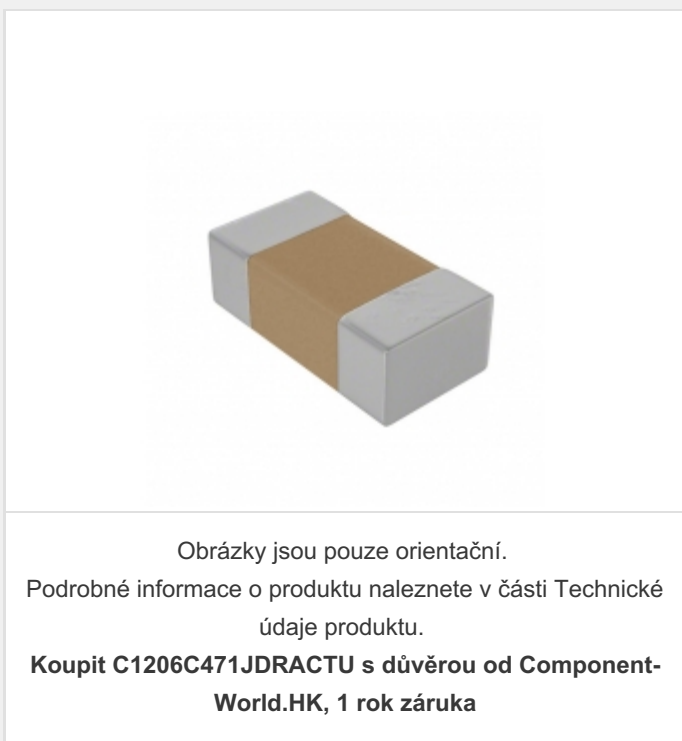 Obrázky jsou pouze orientační.
Podrobné informace o produktu naleznete v části Technické
údaje produktu.
Koupit C1206C471JDRACTU s důvěrou od Component-
World.HK, 1 rok záruka